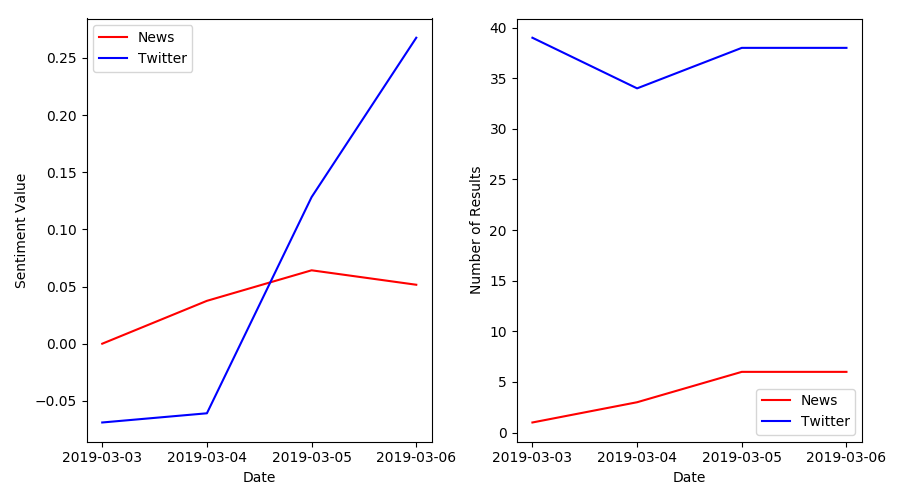 News
Twitter
0.25
0.20
0.15
0.10
0.05
0.00
−0.05
Sentiment Value
2019-03-03 2019-03-04 2019-03-05 2019-03-06
Date
40
35
30
25
20
15
10
5
0
Number of Results
News
Twitter
2019-03-03 2019-03-04 2019-03-05 2019-03-06
Date